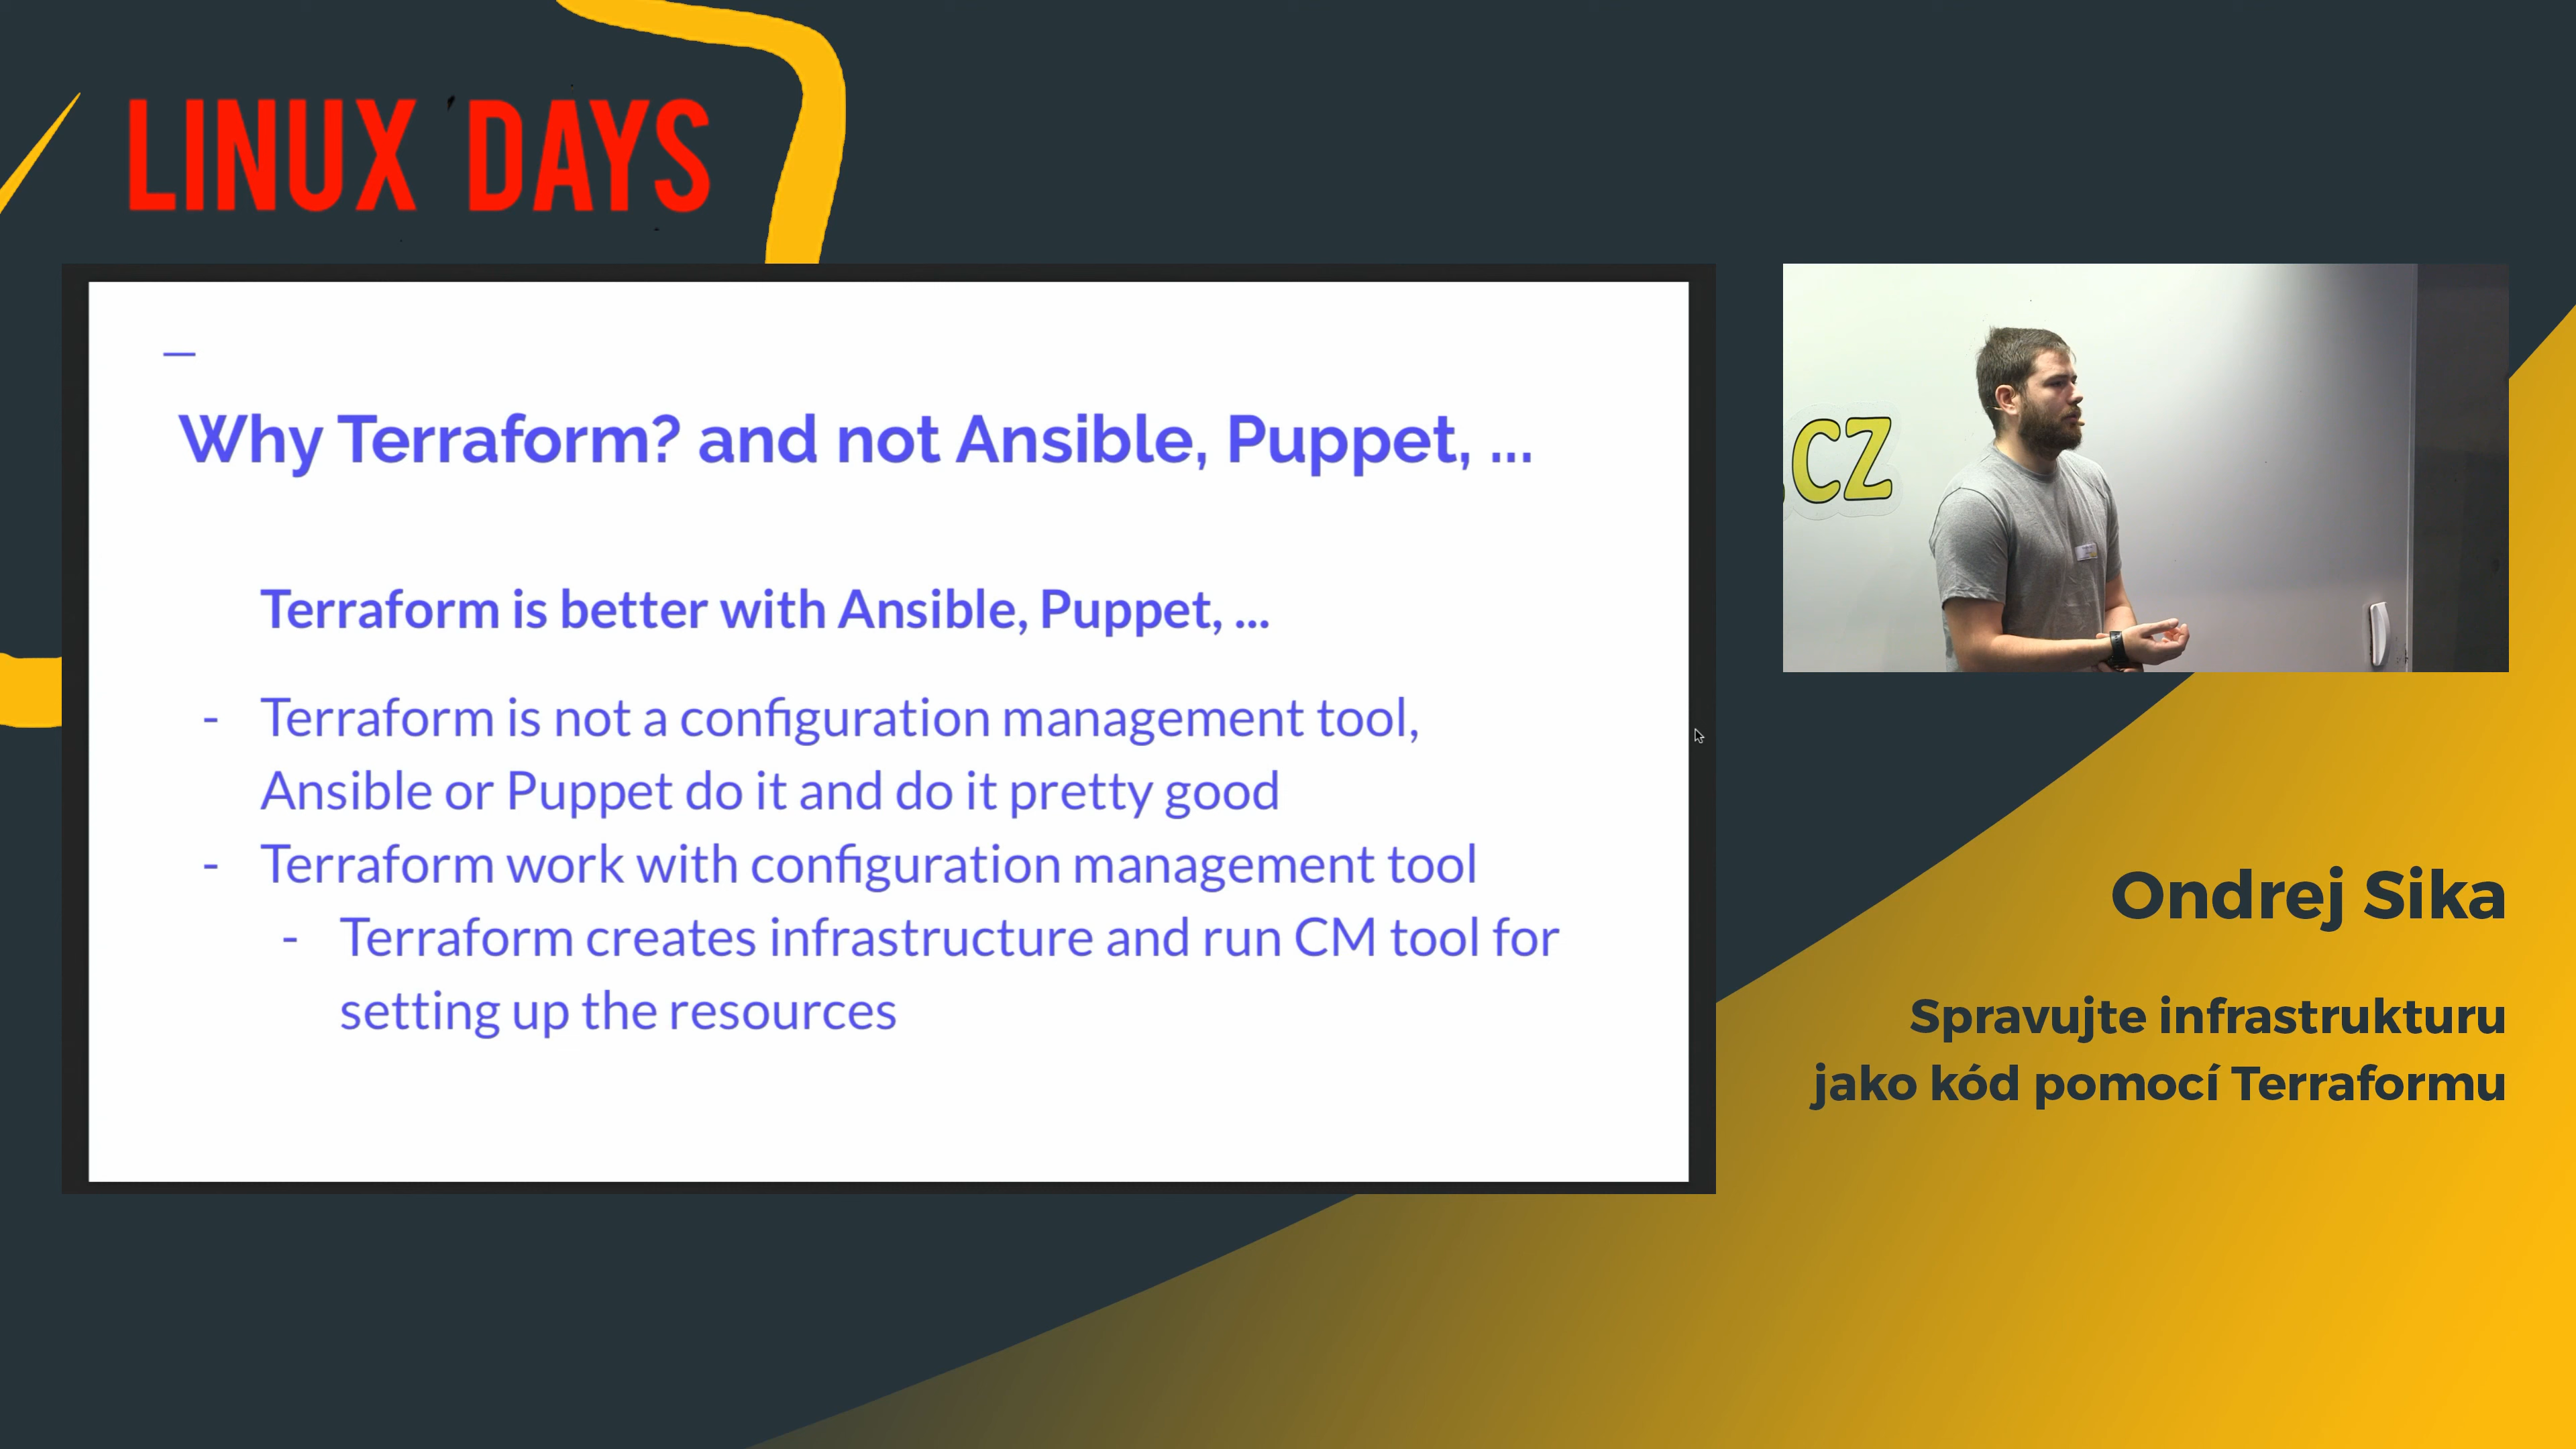 LINUX DAYS
Why Terraform? and not Ansible, Puppet, ...
Terraform is better with Ansible, Puppet, ...
- Terraform is not a configuration management tool,
Ansible or Puppet do it and do it pretty good
- Terraform work with configuration management tool
- Terraform creates infrastructure and run CM tool for
setting up the resources
.CZ
Ondrej Sika
Spravujte infrastrukturu
jako kód pomocí Terraformu